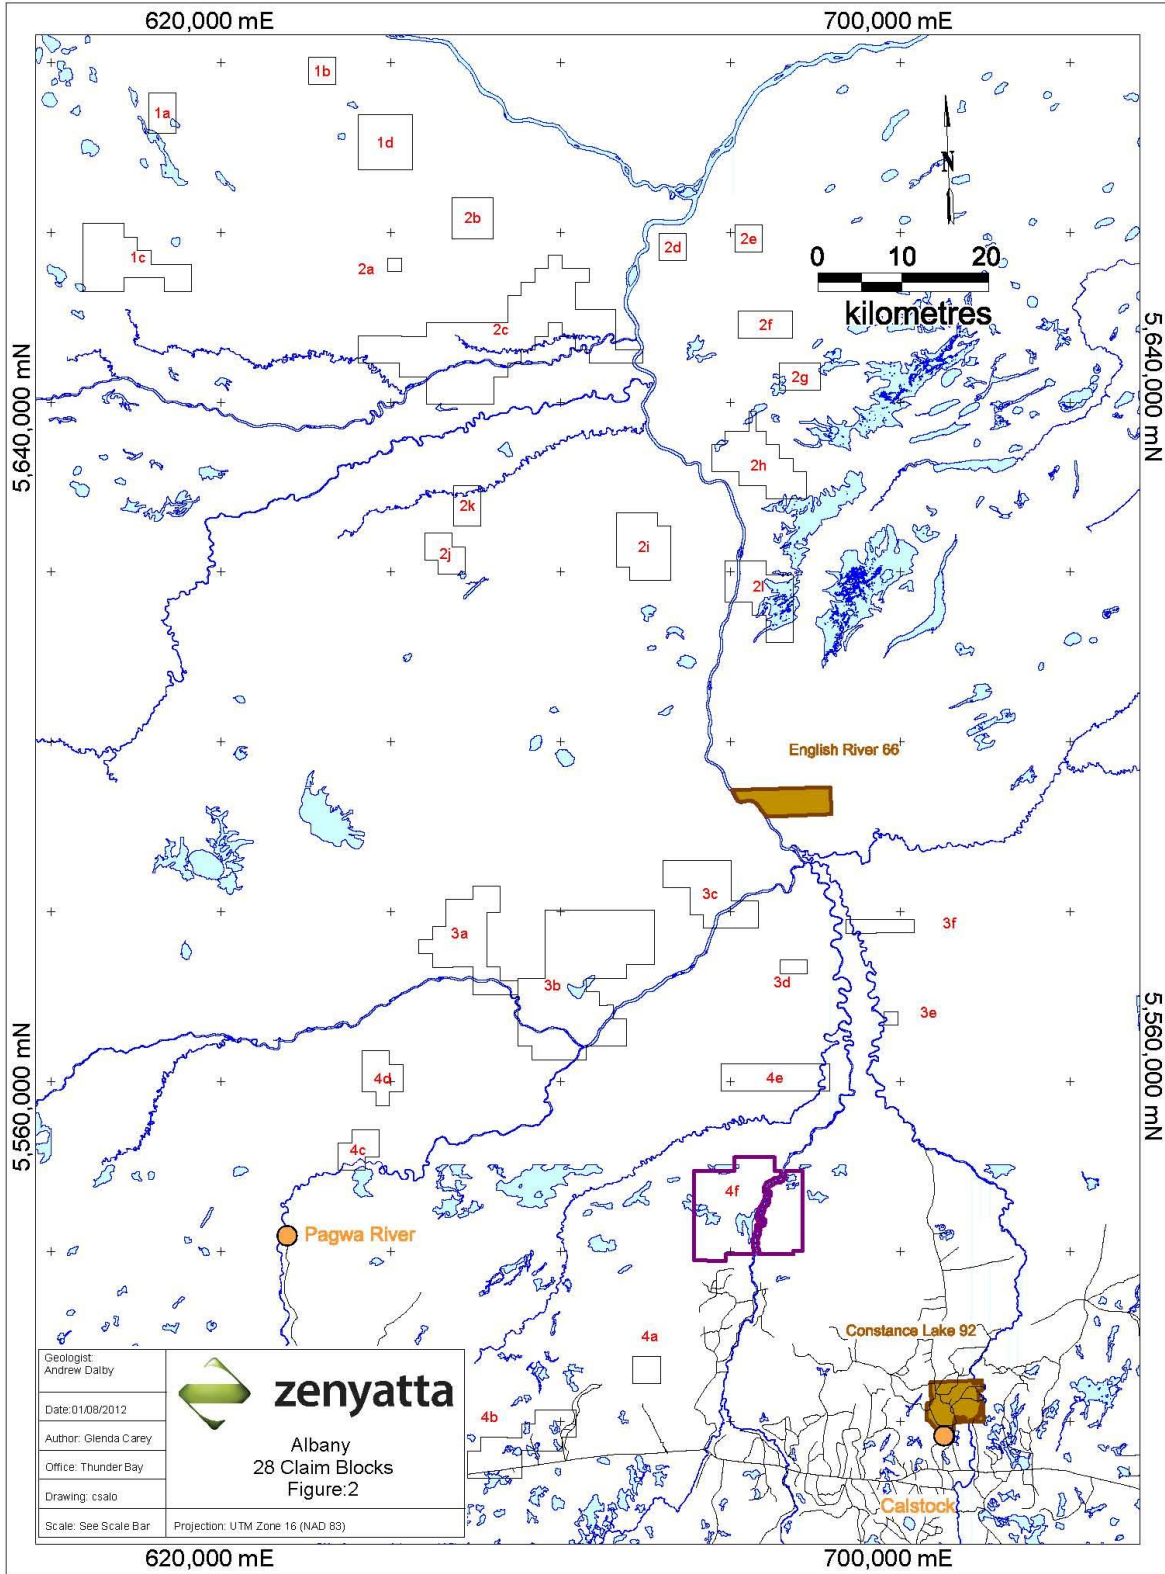 620,000 mE
700,000 mE
1b
1a
1d
N
2b
2d
2e
1c
2a
0 10 20
kilometres
2c
2f
2g
5,640,000 mN
5,640,000 mN
2h
2k
2j
2i
2l
English River 66
3c
3a
3f
3b
3d
3e
5,560,000 mN
5,560,000 mN
4d
4e
4c
4f
Pagwa River
Constance Lake 92
4a
4b
Calstock
Geologist:
Andrew Dalby
Date:01/08/2012
Author: Glenda Carey
Office: Thunder Bay
Drawing: csalo
Scale: See Scale Bar
zenyatta
Albany
28 Claim Blocks
Figure:2
Projection: UTM Zone 16 (NAD 83)
620,000 mE
700,000 mE